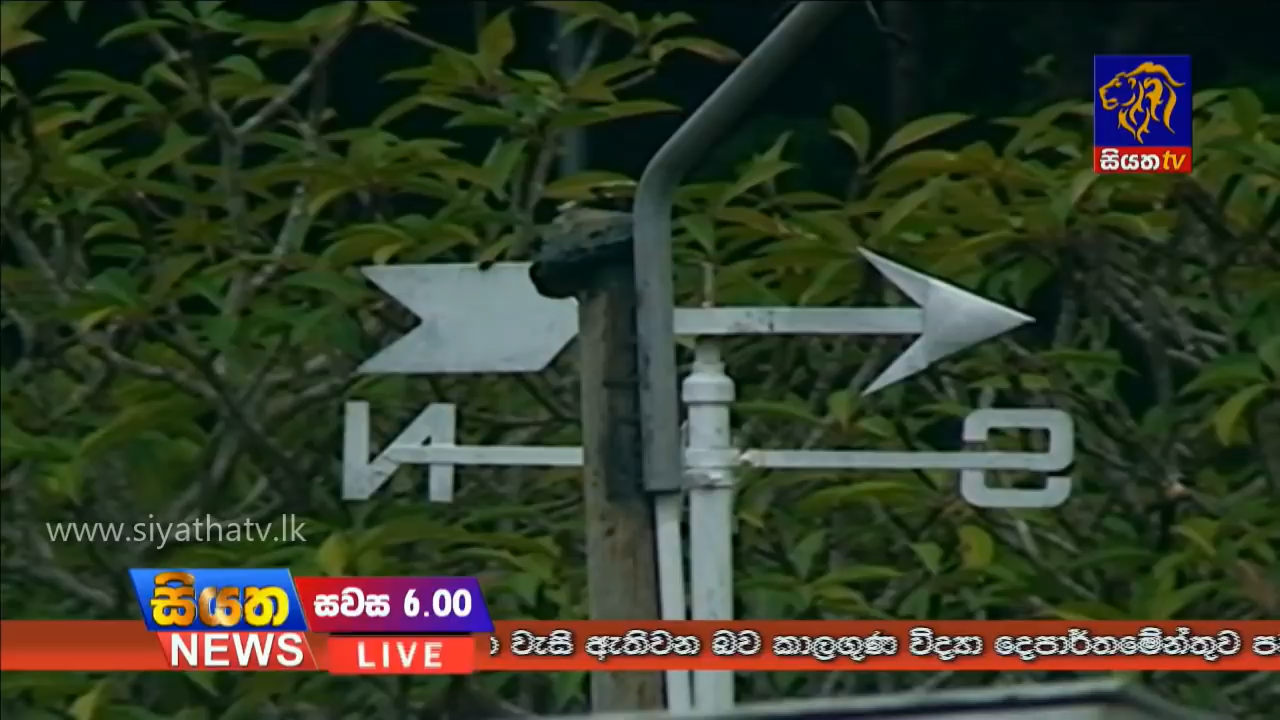 සියත tv
N
S
www.siyathatv.lk
සියත
සවස 6.00
NEWS
LIVE
වැසි ඇතිවන බව කාලගුණ විද්‍යා දෙපාර්තමේන්තුව